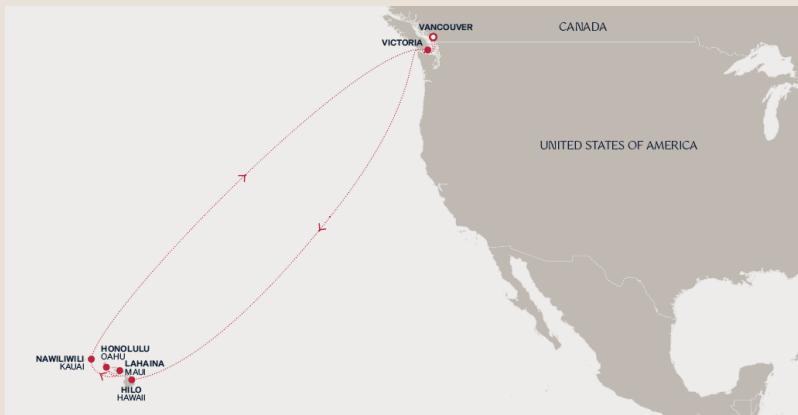 VANCOUVER
CANADA
VICTORIA
UNITED STATES OF AMERICA
HONOLULU
OAHU
NAWILIWILI
KAUAI
LAHAINA
MAUI
HILO
HAWAII